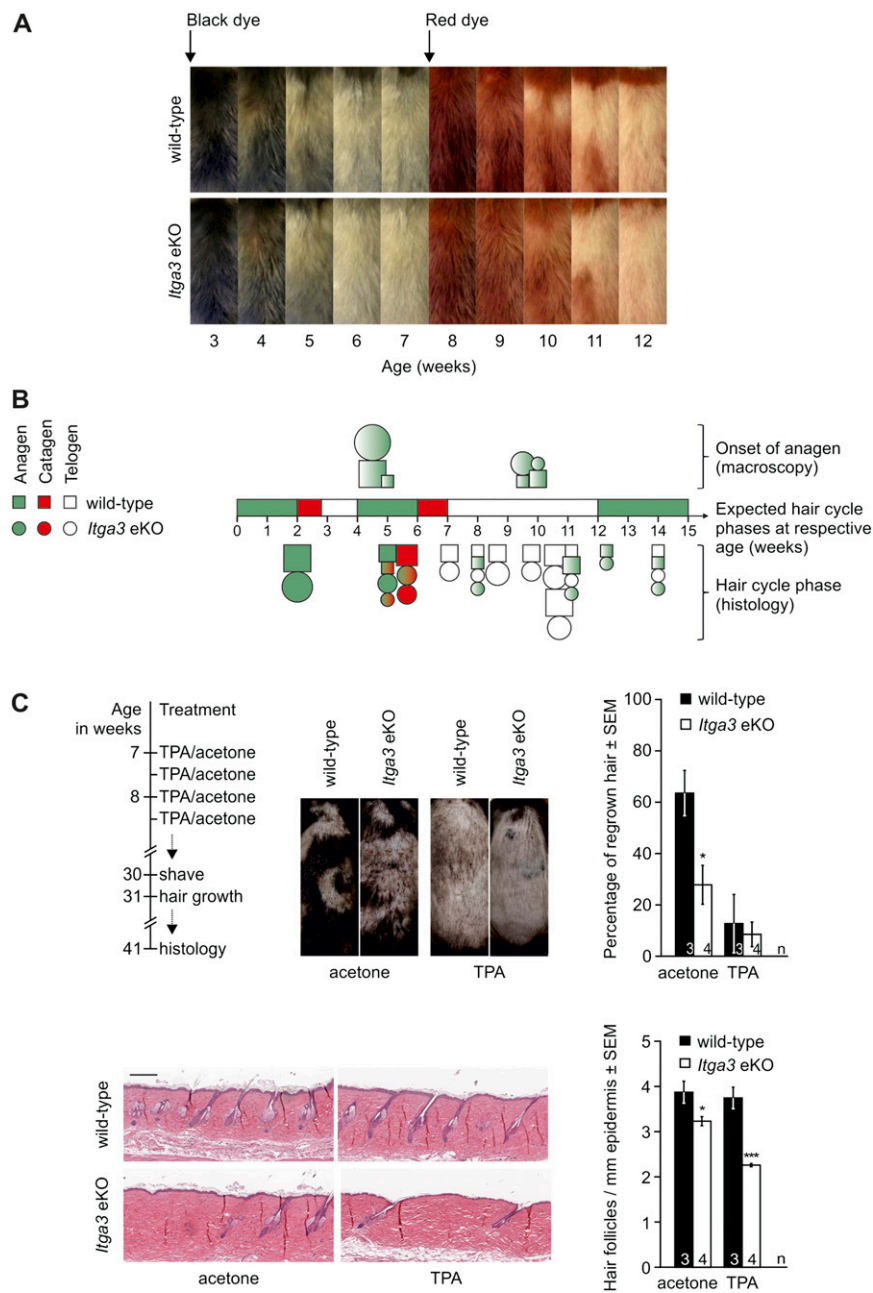 A
Black dye
Red dye
wild-type
Itga3 eKO
3 4 5 6 7 8 9 10 11 12
Age (weeks)
B
Anagen
Catagen
Telogen
wild-type
Itga3 eKO
Onset of anagen
(macroscopy)
0 1 2 3 4 5 6 7 8 9 10 11 12 13 14 15
Expected hair cycle
phases at respective
age (weeks)
Hair cycle phase
(histology)
C
Age
in weeks
Treatment
7 TPA/acetone
TPA/acetone
8 TPA/acetone
TPA/acetone
30 shave
31 hair growth
41 histology
wild-type
Itga3 eKO
wild-type
Itga3 eKO
acetone
TPA
Percentage of regrown hair ± SEM
100
80
60
40
20
0
wild-type
Itga3 eKO
*
3 4 3 4 n
acetone TPA
wild-type
Itga3 eKO
acetone
TPA
Hair follicles / mm epidermis ± SEM
5
4
3
2
1
0
wild-type
Itga3 eKO
*
***
3 4 3 4 n
acetone TPA